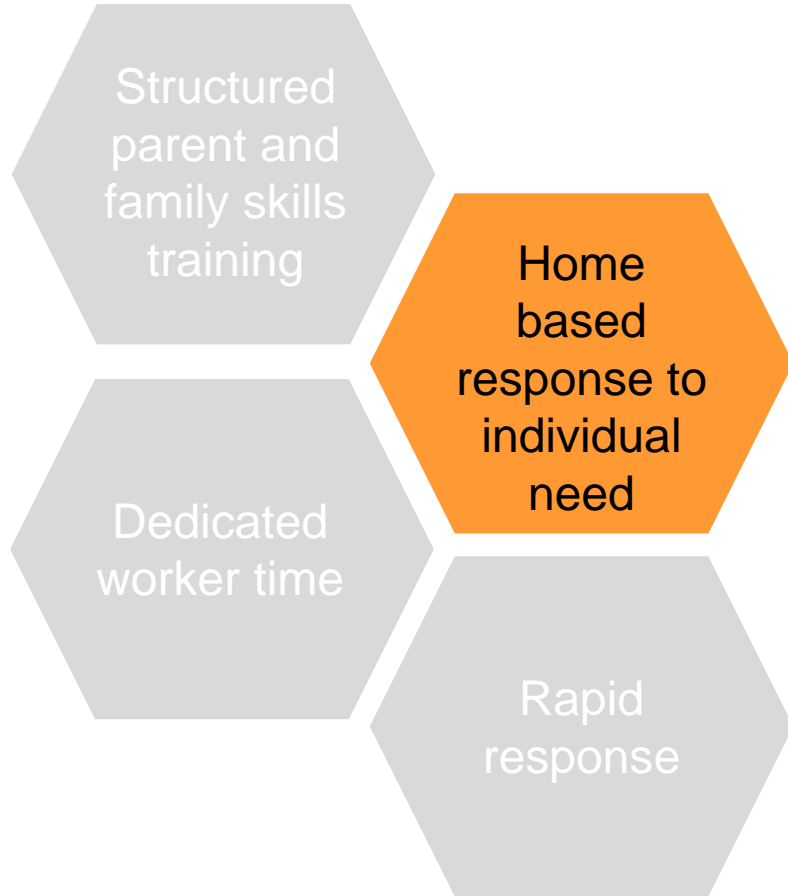 Structured
parent and
family skills
training
Home
based
response to
individual
need
Dedicated
worker time
Rapid
response